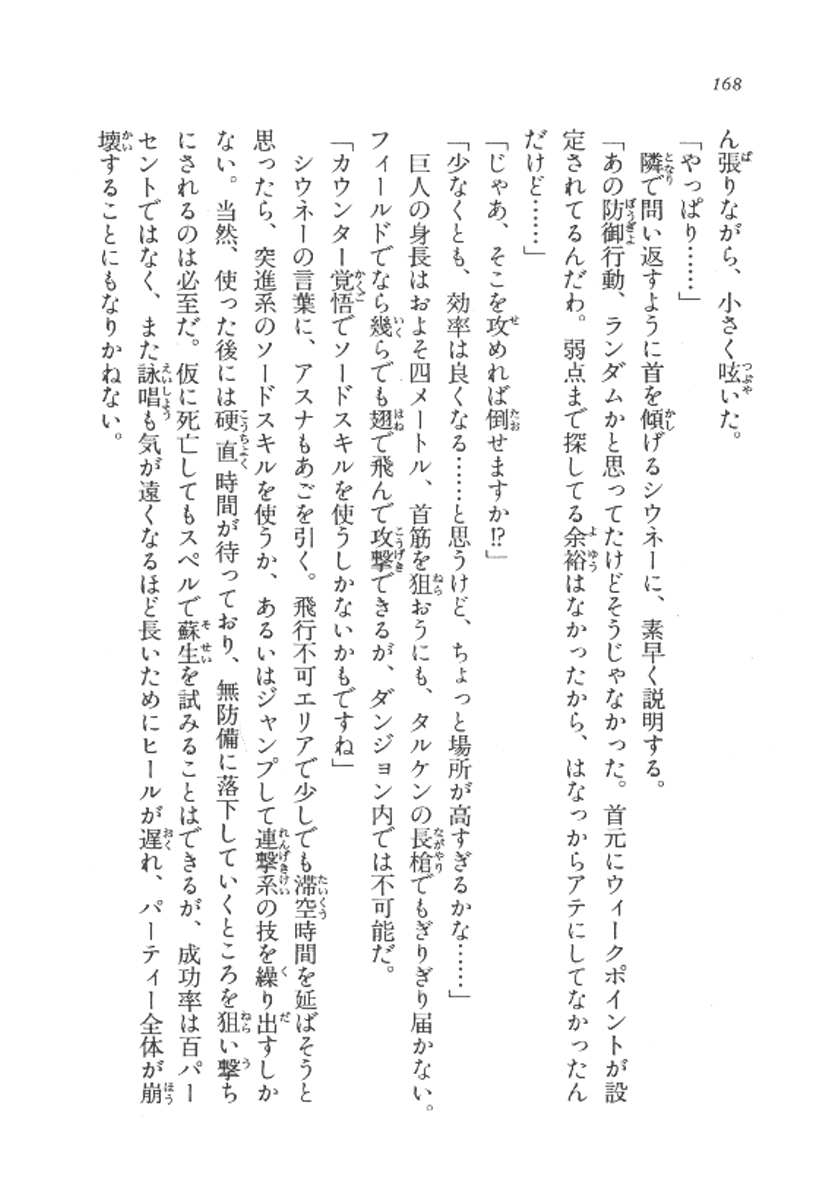 168
ん張りながら、小さく呟いた。
「やっぱり……」
隣で問い返すように首を傾げるシウネーに、素早く説明する。
「あの防御行動、ランダムかと思ってたけどそうじゃなかった。首元にウィークポイントが設
定されてるんだわ。弱点まで探してる余裕はなかったから、はなっからアテにしてなかったん
だけど……」
「じゃあ、そこを攻めれば倒せますか!?」
「少なくとも、効率は良くなる……と思うけど、ちょっと場所が高すぎるかな……」
巨人の身長はおよそ四メートル、首筋を狙おうにも、タルケンの長槍でもぎりぎり届かない。
フィールドでなら幾らでも翅で飛んで攻撃できるが、ダンジョン内では不可能だ。
「カウンター覚悟でソードスキルを使うしかないかもですね」
シウネーの言葉に、アスナもあごを引く。飛行不可エリアで少しでも滞空時間を延ばそうと
思ったら、突進系のソードスキルを使うか、あるいはジャンプして連撃系の技を繰り出すしか
ない。当然、使った後には硬直時間が待っており、無防備に落下していくところを狙い撃ち
にされるのは必至だ。仮に死亡してもスペルで蘇生を試みることはできるが、成功率は百パー
セントではなく、また詠唱も気が遠くなるほど長いためにヒールが遅れ、パーティー全体が崩
壊することにもなりかねない。